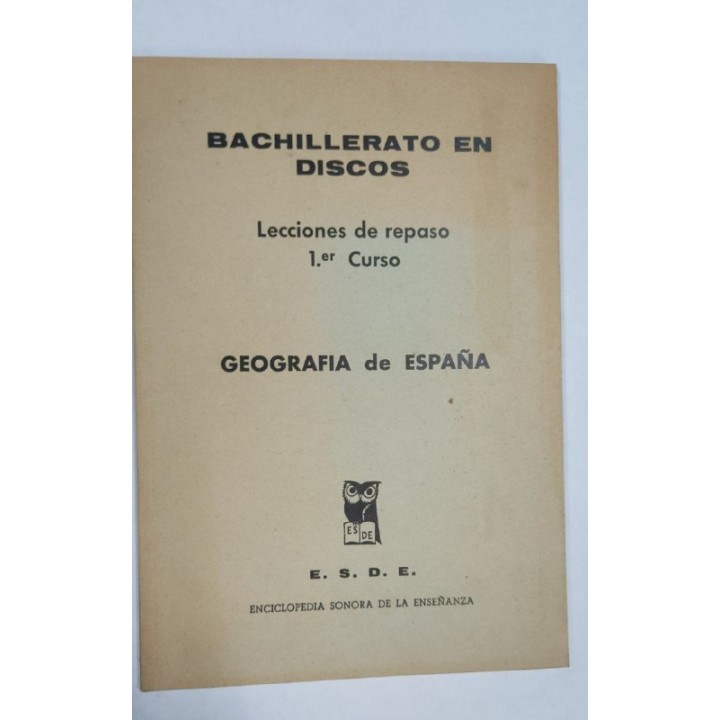 BACHILLERATO EN
DISCOS
Lecciones de repaso
1.er Curso
GEOGRAFIA de ESPAÑA
ES DE
E. S. D. E.
ENCICLOPEDIA SONORA DE LA ENSEÑANZA